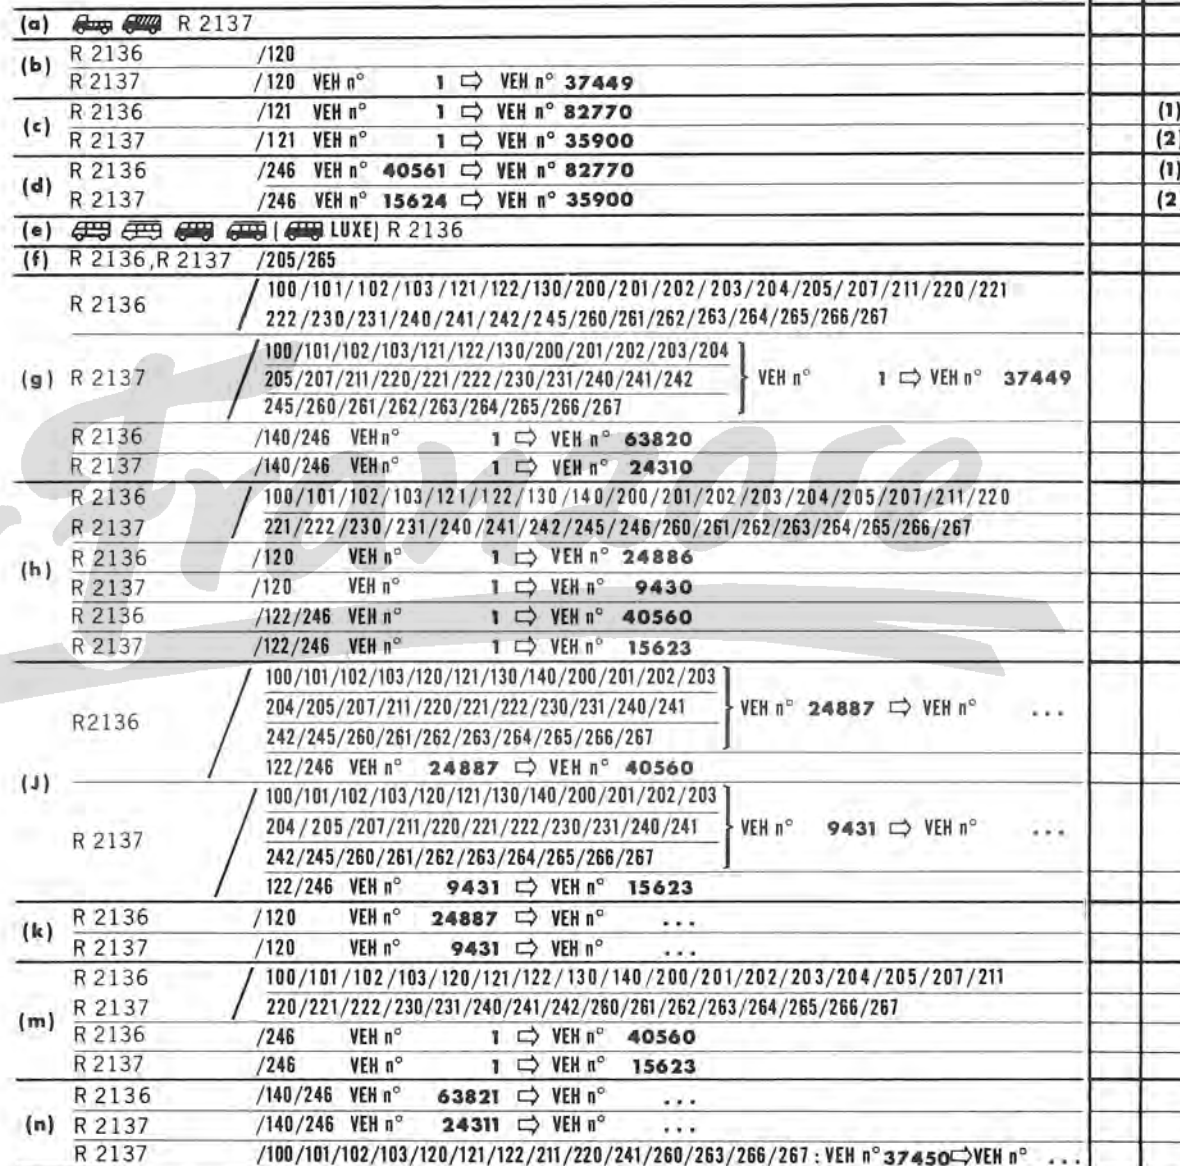 (a) R 2137
(b) R 2136 /120
R 2137 /120 VEH n° 1 ⇨ VEH n° 37449
(c) R 2136 /121 VEH n° 1 ⇨ VEH n° 82770 (1)
R 2137 /121 VEH n° 1 ⇨ VEH n° 35900 (2)
(d) R 2136 /246 VEH n° 40561 ⇨ VEH n° 82770 (1)
R 2137 /246 VEH n° 15624 ⇨ VEH n° 35900 (2
(e) ( LUXE) R 2136
(f) R 2136,R 2137 /205/265
(g) R 2136 / 100/101/102/103/121/122/130/200/201/202/203/204/205/207/211/220/221
222/230/231/240/241/242/245/260/261/262/263/264/265/266/267
R 2137 / 100/101/102/103/121/122/130/200/201/202/203/204
205/207/211/220/221/222/230/231/240/241/242 } VEH n° 1 ⇨ VEH n° 37449
245/260/261/262/263/264/265/266/267
R 2136 /140/246 VEH n° 1 ⇨ VEH n° 63820
R 2137 /140/246 VEH n° 1 ⇨ VEH n° 24310
(h) R 2136 / 100/101/102/103/121/122/130/140/200/201/202/203/204/205/207/211/220
R 2137 221/222/230/231/240/241/242/245/246/260/261/262/263/264/265/266/267
R 2136 /120 VEH n° 1 ⇨ VEH n° 24886
R 2137 /120 VEH n° 1 ⇨ VEH n° 9430
R 2136 /122/246 VEH n° 1 ⇨ VEH n° 40560
R 2137 /122/246 VEH n° 1 ⇨ VEH n° 15623
(J) R2136 / 100/101/102/103/120/121/130/140/200/201/202/203
204/205/207/211/220/221/222/230/231/240/241 } VEH n° 24887 ⇨ VEH n° ...
242/245/260/261/262/263/264/265/266/267
122/246 VEH n° 24887 ⇨ VEH n° 40560
R 2137 / 100/101/102/103/120/121/130/140/200/201/202/203
204/205/207/211/220/221/222/230/231/240/241 } VEH n° 9431 ⇨ VEH n° ...
242/245/260/261/262/263/264/265/266/267
122/246 VEH n° 9431 ⇨ VEH n° 15623
(k) R 2136 /120 VEH n° 24887 ⇨ VEH n° ...
R 2137 /120 VEH n° 9431 ⇨ VEH n° ...
(m) R 2136 / 100/101/102/103/120/121/122/130/140/200/201/202/203/204/205/207/211
R 2137 220/221/222/230/231/240/241/242/260/261/262/263/264/265/266/267
R 2136 /246 VEH n° 1 ⇨ VEH n° 40560
R 2137 /246 VEH n° 1 ⇨ VEH n° 15623
(n) R 2136 /140/246 VEH n° 63821 ⇨ VEH n° ...
R 2137 /140/246 VEH n° 24311 ⇨ VEH n° ...
R 2137 /100/101/102/103/120/121/122/211/220/241/260/263/266/267 : VEH n° 37450⇨VEH n° ...
Franzose